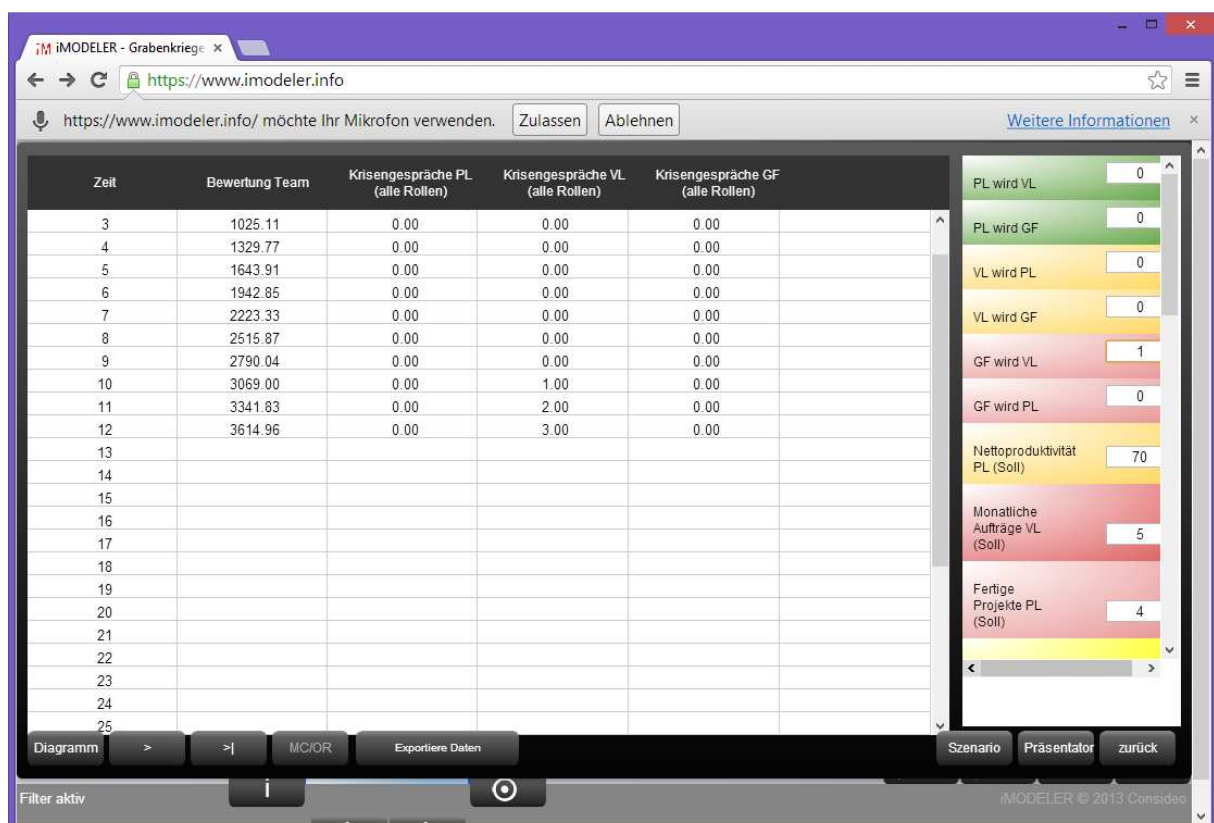 iM iMODELER - Grabenkriege ×
https://www.imodeler.info
https://www.imodeler.info/ möchte Ihr Mikrofon verwenden. Zulassen Ablehnen Weitere Informationen ×
Zeit Bewertung Team Krisengespräche PL (alle Rollen) Krisengespräche VL (alle Rollen) Krisengespräche GF (alle Rollen)
3 1025.11 0.00 0.00 0.00
4 1329.77 0.00 0.00 0.00
5 1643.91 0.00 0.00 0.00
6 1942.85 0.00 0.00 0.00
7 2223.33 0.00 0.00 0.00
8 2515.87 0.00 0.00 0.00
9 2790.04 0.00 0.00 0.00
10 3069.00 0.00 1.00 0.00
11 3341.83 0.00 2.00 0.00
12 3614.96 0.00 3.00 0.00
13
14
15
16
17
18
19
20
21
22
23
24
25
PL wird VL 0
PL wird GF 0
VL wird PL 0
VL wird GF 0
GF wird VL 1
GF wird PL 0
Nettoproduktivität
PL (Soll) 70
Monatliche
Aufträge VL
(Soll) 5
Fertige
Projekte PL
(Soll) 4
Diagramm > >| MC/OR Exportiere Daten Szenario Präsentator zurück
i
Filter aktiv iMODELER © 2013 Consideo